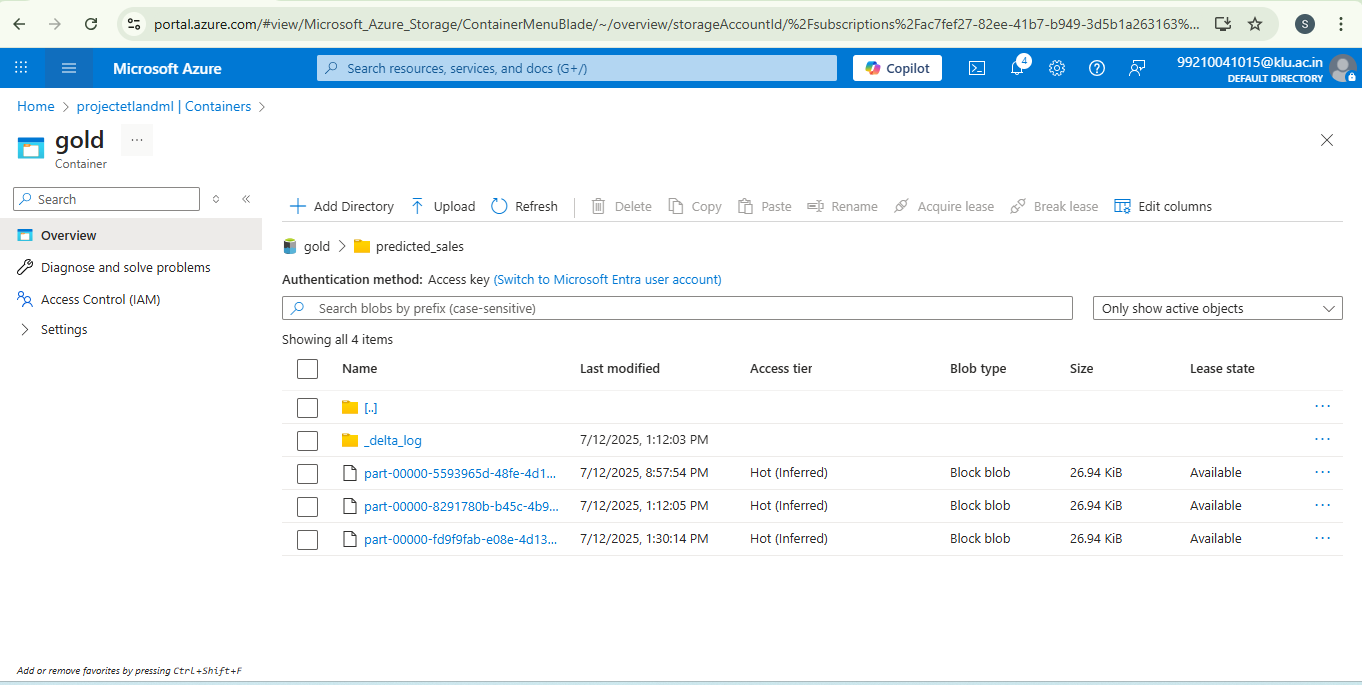 portal.azure.com/#view/Microsoft_Azure_Storage/ContainerMenuBlade/~/overview/storageAccountId/%2Fsubscriptions%2Fac7fef27-82ee-41b7-b949-3d5b1a263163%... S
Microsoft Azure Search resources, services, and docs (G+/) Copilot 4 99210041015@klu.ac.in
DEFAULT DIRECTORY
Home > projectetlandml | Containers >
gold ...
Container
Search «
Add Directory Upload Refresh Delete Copy Paste Rename Acquire lease Break lease Edit columns
Overview
gold > predicted_sales
Diagnose and solve problems
Authentication method: Access key (Switch to Microsoft Entra user account)
Access Control (IAM)
Search blobs by prefix (case-sensitive) Only show active objects
Settings
Showing all 4 items
Name Last modified Access tier Blob type Size Lease state
[..] ...
_delta_log 7/12/2025, 1:12:03 PM ...
part-00000-5593965d-48fe-4d1... 7/12/2025, 8:57:54 PM Hot (Inferred) Block blob 26.94 KiB Available ...
part-00000-8291780b-b45c-4b9... 7/12/2025, 1:12:05 PM Hot (Inferred) Block blob 26.94 KiB Available ...
part-00000-fd9f9fab-e08e-4d13... 7/12/2025, 1:30:14 PM Hot (Inferred) Block blob 26.94 KiB Available ...
Add or remove favorites by pressing Ctrl+Shift+F